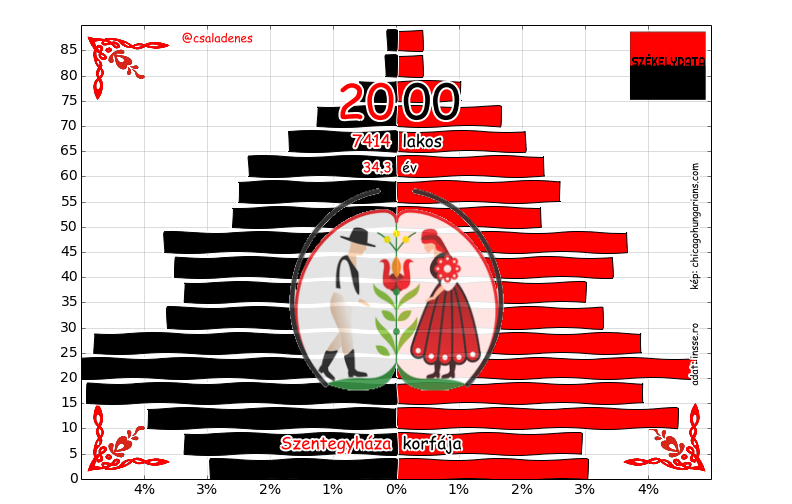 @csaladenes
SZÉKELYDATA
2000
7414 lakos
34.3 év
kép: chicagohungarians.com
adat:insse.ro
Szentegyháza korfája
85
80
75
70
65
60
55
50
45
40
35
30
25
20
15
10
5
0
4% 3% 2% 1% 0% 1% 2% 3% 4%